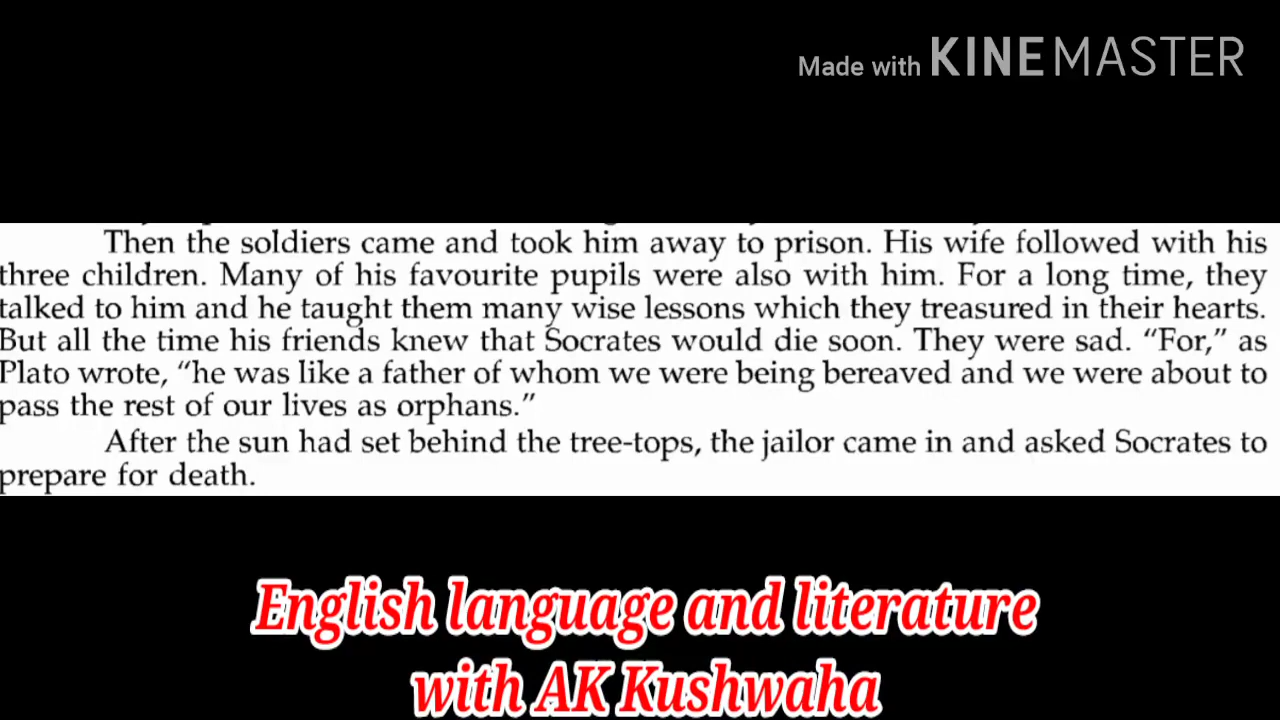 Made with KINEMASTER
Then the soldiers came and took him away to prison. His wife followed with his
three children. Many of his favourite pupils were also with him. For a long time, they
talked to him and he taught them many wise lessons which they treasured in their hearts.
But all the time his friends knew that Socrates would die soon. They were sad. “For,” as
Plato wrote, “he was like a father of whom we were being bereaved and we were about to
pass the rest of our lives as orphans.”
After the sun had set behind the tree-tops, the jailor came in and asked Socrates to
prepare for death.
English language and literature
with AK Kushwaha